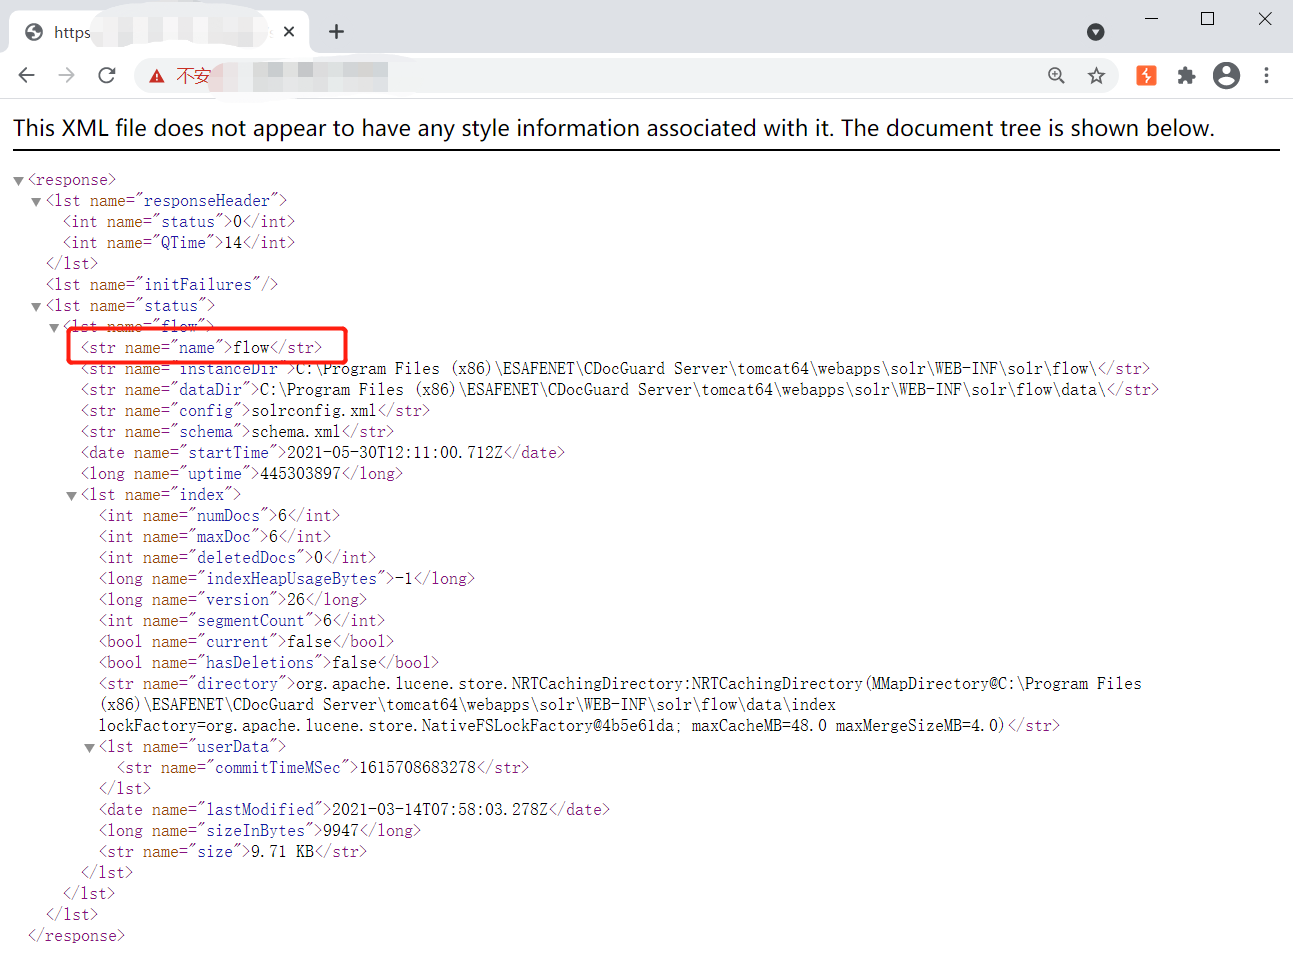 https
不安
This XML file does not appear to have any style information associated with it. The document tree is shown below.
<response>
<lst name="responseHeader">
<int name="status">0</int>
<int name="QTime">14</int>
</lst>
<lst name="initFailures"/>
<lst name="status">
<lst name="flow">
<str name="name">flow</str>
<str name="instanceDir">C:\Program Files (x86)\ESAFENET\CDocGuard Server\tomcat64\webapps\solr\WEB-INF\solr\flow\</str>
<str name="dataDir">C:\Program Files (x86)\ESAFENET\CDocGuard Server\tomcat64\webapps\solr\WEB-INF\solr\flow\data\</str>
<str name="config">solrconfig.xml</str>
<str name="schema">schema.xml</str>
<date name="startTime">2021-05-30T12:11:00.712Z</date>
<long name="uptime">445303897</long>
<lst name="index">
<int name="numDocs">6</int>
<int name="maxDoc">6</int>
<int name="deletedDocs">0</int>
<long name="indexHeapUsageBytes">-1</long>
<long name="version">26</long>
<int name="segmentCount">6</int>
<bool name="current">false</bool>
<bool name="hasDeletions">false</bool>
<str name="directory">org.apache.lucene.store.NRTCachingDirectory:NRTCachingDirectory(MMapDirectory@C:\Program Files
(x86)\ESAFENET\CDocGuard Server\tomcat64\webapps\solr\WEB-INF\solr\flow\data\index
lockFactory=org.apache.lucene.store.NativeFSLockFactory@4b5e61da; maxCacheMB=48.0 maxMergeSizeMB=4.0)</str>
<lst name="userData">
<str name="commitTimeMSec">1615708683278</str>
</lst>
<date name="lastModified">2021-03-14T07:58:03.278Z</date>
<long name="sizeInBytes">9947</long>
<str name="size">9.71 KB</str>
</lst>
</lst>
</lst>
</response>